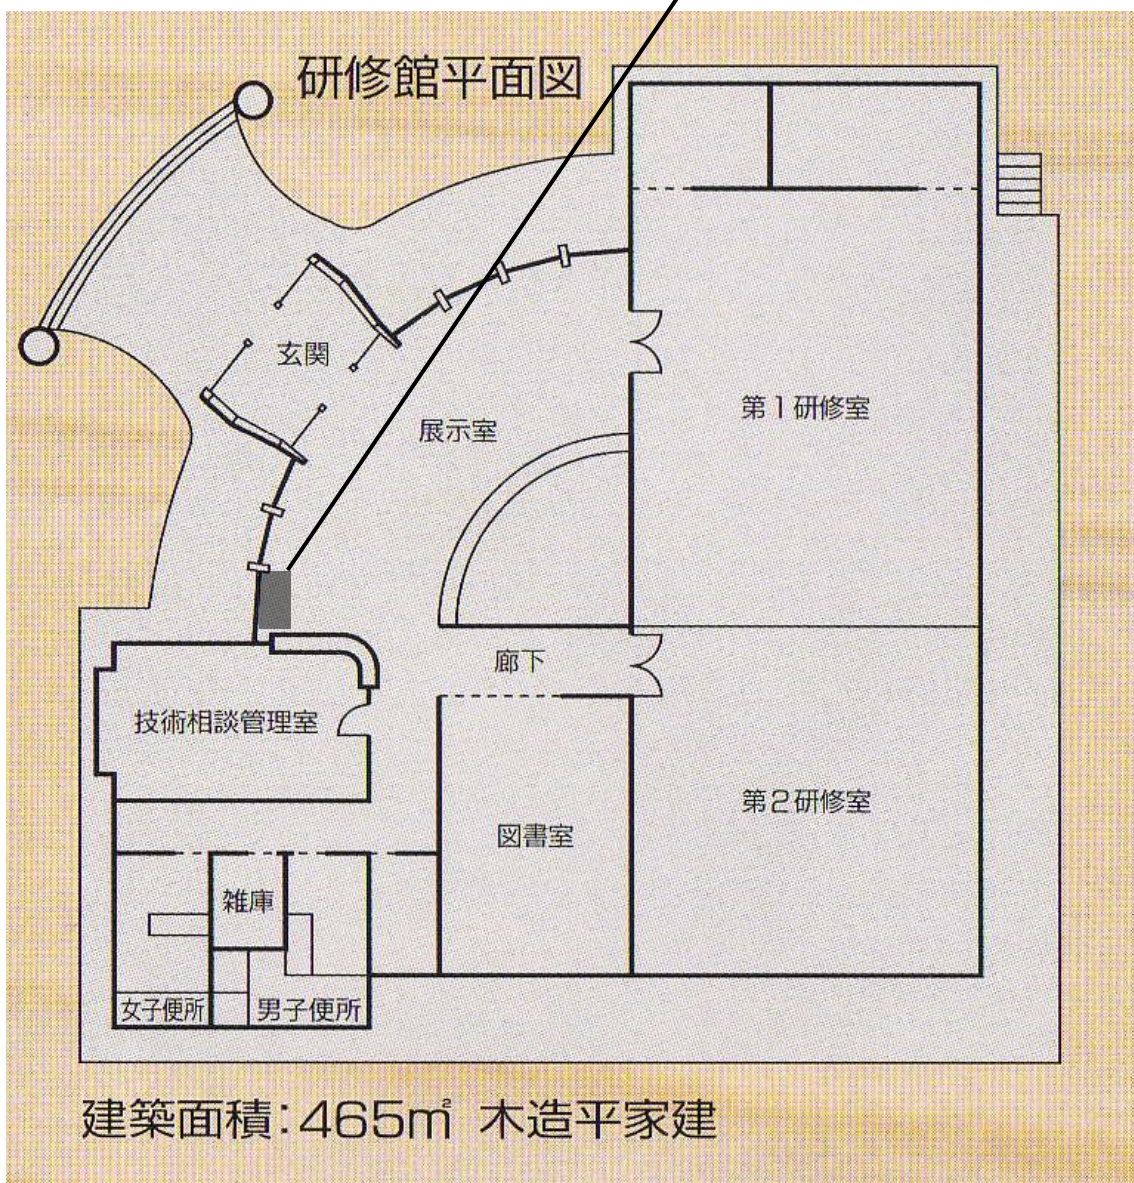 研修館平面図
玄関
展示室
第1研修室
廊下
技術相談管理室
図書室
第2研修室
雑庫
女子便所
男子便所
建築面積：465㎡ 木造平家建